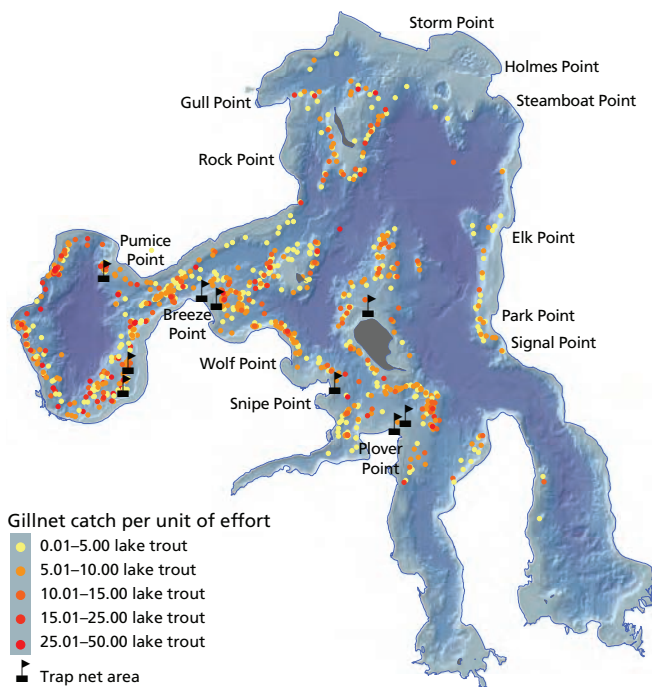 Storm Point
Holmes Point
Gull Point
Steamboat Point
Rock Point
Pumice
Point
Elk Point
Breeze
Point
Park Point
Signal Point
Wolf Point
Snipe Point
Plover
Point
Gillnet catch per unit of effort
0.01–5.00 lake trout
5.01–10.00 lake trout
10.01–15.00 lake trout
15.01–25.00 lake trout
25.01–50.00 lake trout
Trap net area